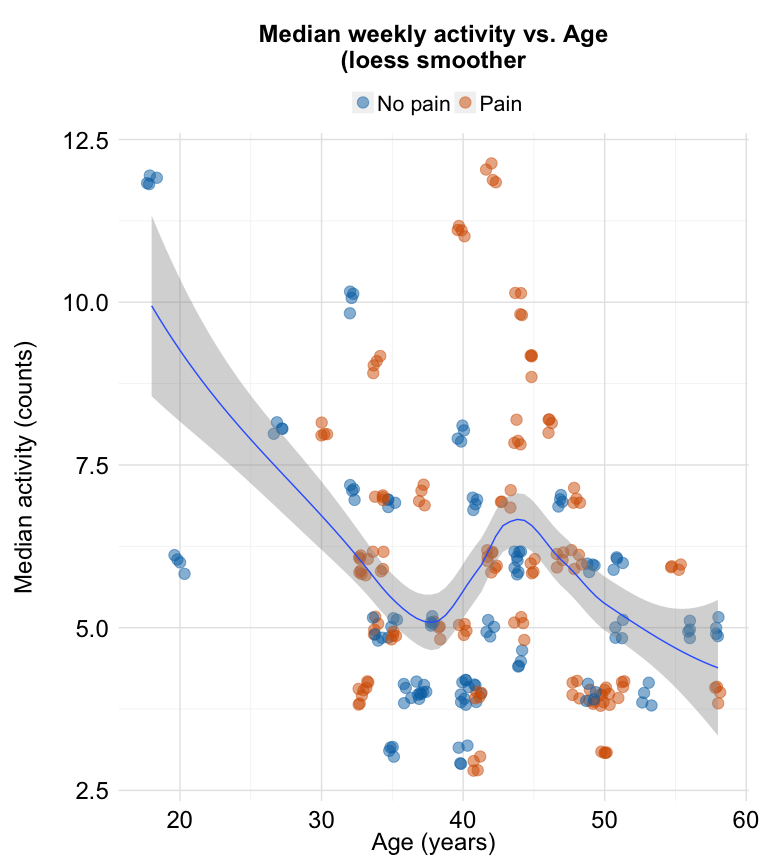 Median weekly activity vs. Age
(loess smoother
No pain Pain
12.5
10.0
7.5
5.0
2.5
Median activity (counts)
20 30 40 50 60
Age (years)